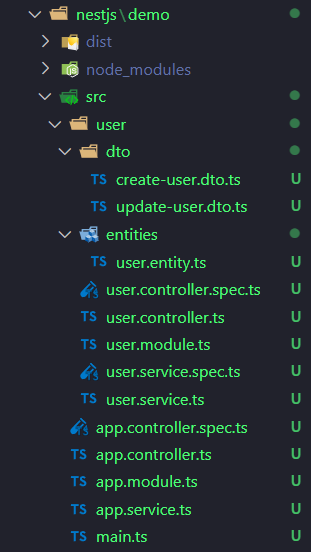 nestjs\demo
dist
node_modules
src
user
dto
TS create-user.dto.ts U
TS update-user.dto.ts U
entities
TS user.entity.ts U
user.controller.spec.ts U
TS user.controller.ts U
TS user.module.ts U
user.service.spec.ts U
TS user.service.ts U
app.controller.spec.ts U
TS app.controller.ts U
TS app.module.ts U
TS app.service.ts U
TS main.ts U